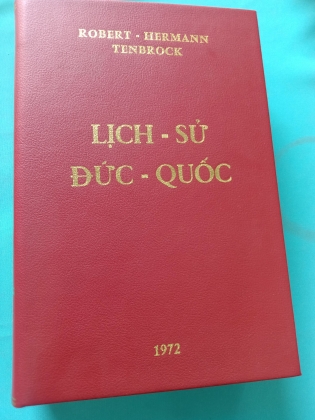 ROBERT - HERMANN
TENBROCK
LỊCH - SỬ
ĐỨC - QUỐC
1972